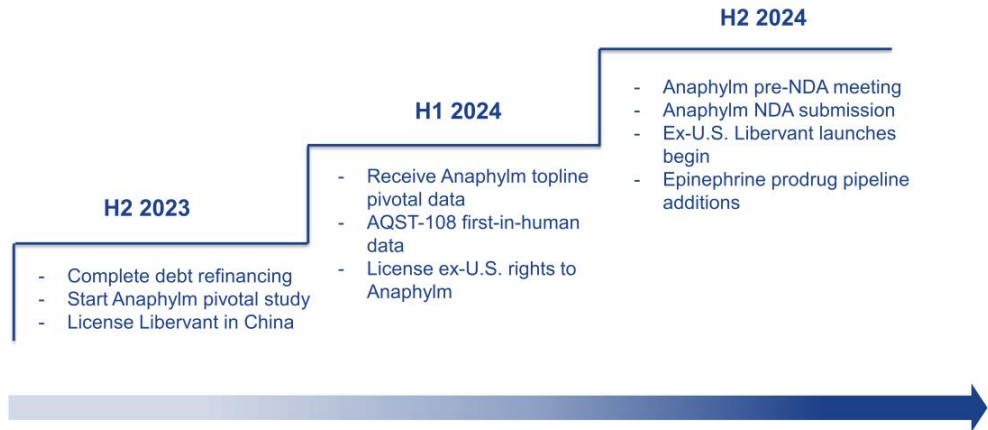 H2 2023
- Complete debt refinancing
- Start Anaphylm pivotal study
- License Libervant in China
H1 2024
- Receive Anaphylm topline
pivotal data
- AQST-108 first-in-human
data
- License ex-U.S. rights to
Anaphylm
H2 2024
- Anaphylm pre-NDA meeting
- Anaphylm NDA submission
- Ex-U.S. Libervant launches
begin
- Epinephrine prodrug pipeline
additions